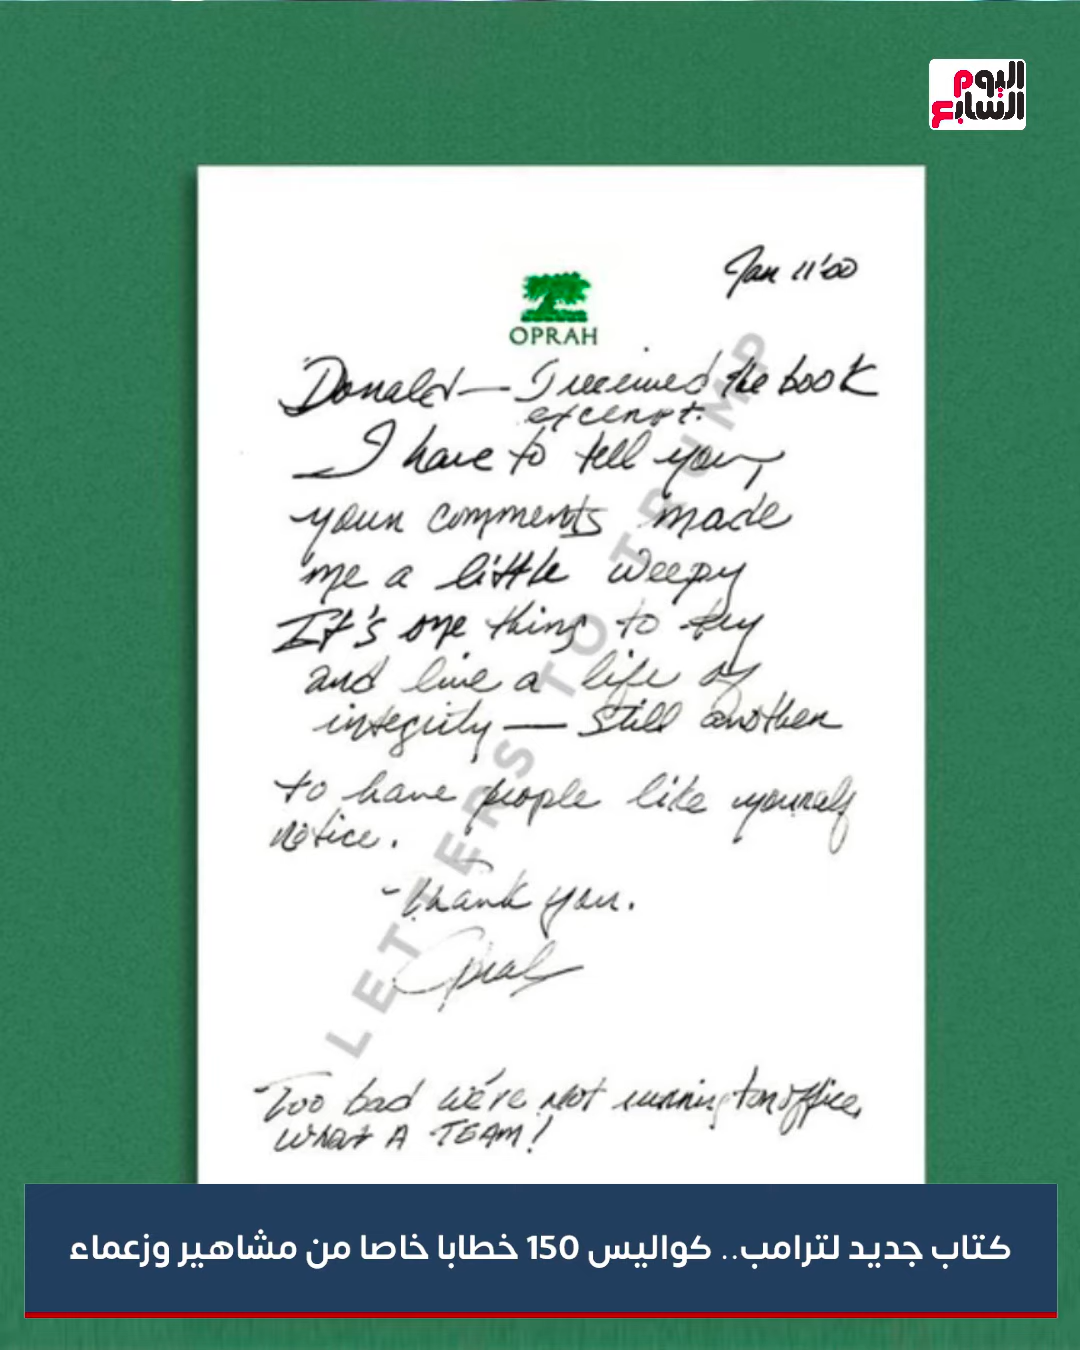 اليوم
السابع
Jan 11'00
OPRAH
Donald — I received the book
excerpt.
I have to tell you,
your comments made
me a little weepy
It's one thing to try
and live a life of
integrity — still another
to have people like yourself
notice.
-Thank you.
Oprah
Too bad we're not running for office,
WHAT A TEAM!
LETTERS TO TRUMP
كتاب جديد لترامب.. كواليس 150 خطابا خاصا من مشاهير وزعماء